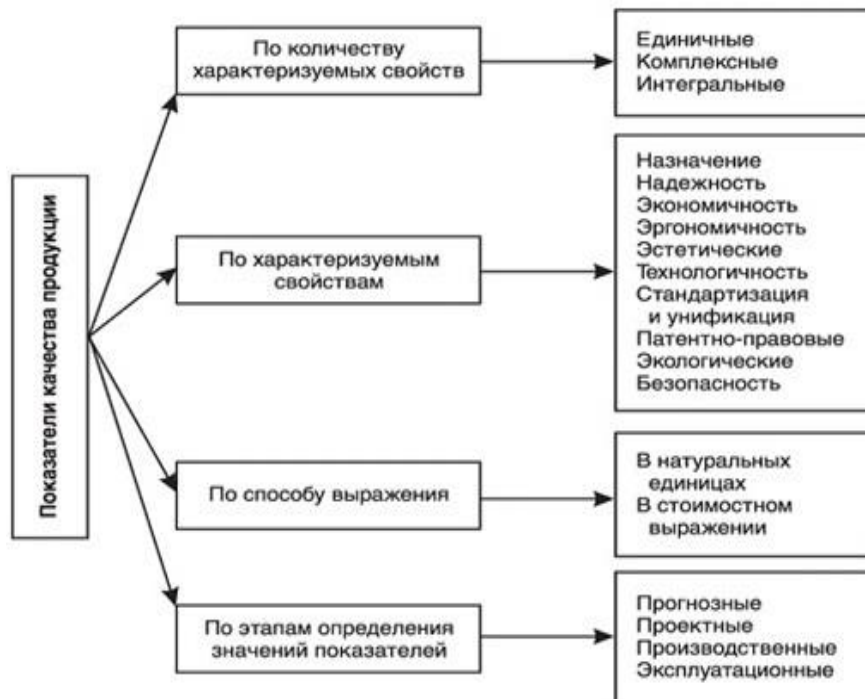 Показатели качества продукции
По количеству
характеризуемых свойств
Единичные
Комплексные
Интегральные
По характеризуемым
свойствам
Назначение
Надежность
Экономичность
Эргономичность
Эстетические
Технологичность
Стандартизация
и унификация
Патентно-правовые
Экологические
Безопасность
По способу выражения
В натуральных
единицах
В стоимостном
выражении
По этапам определения
значений показателей
Прогнозные
Проектные
Производственные
Эксплуатационные